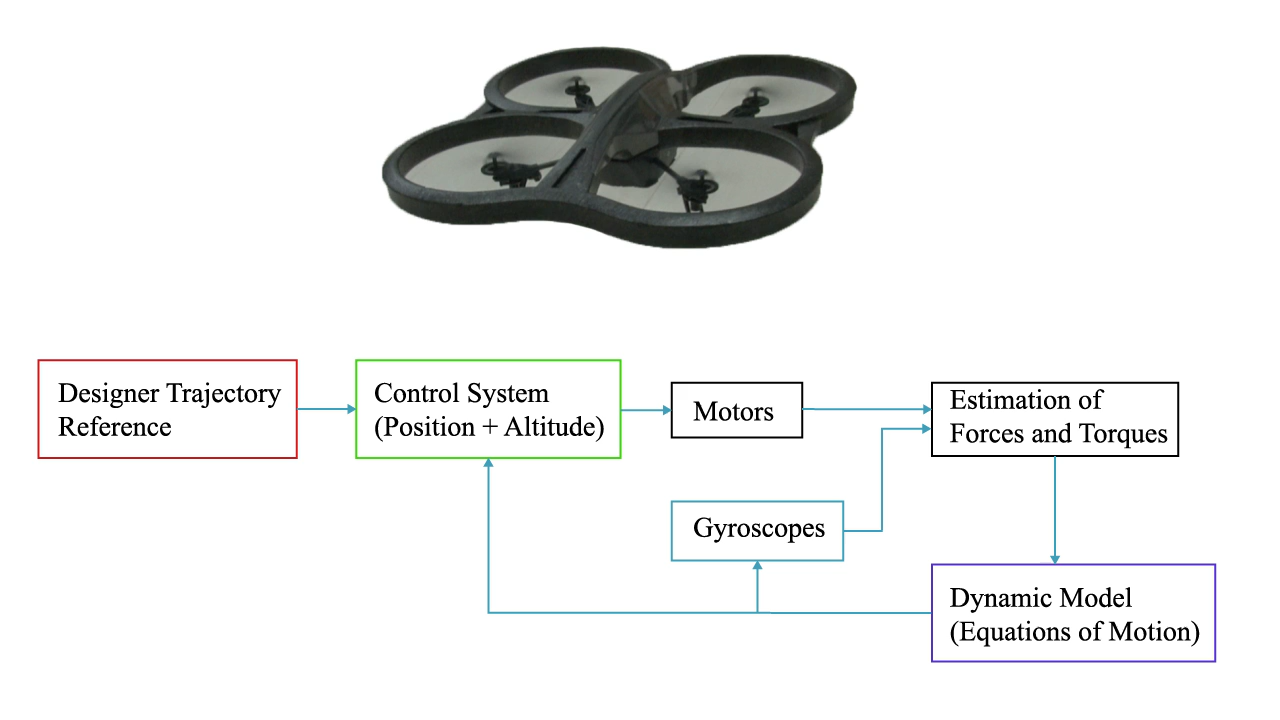 Designer Trajectory
Reference
Control System
(Position + Altitude)
Motors
Estimation of
Forces and Torques
Gyroscopes
Dynamic Model
(Equations of Motion)